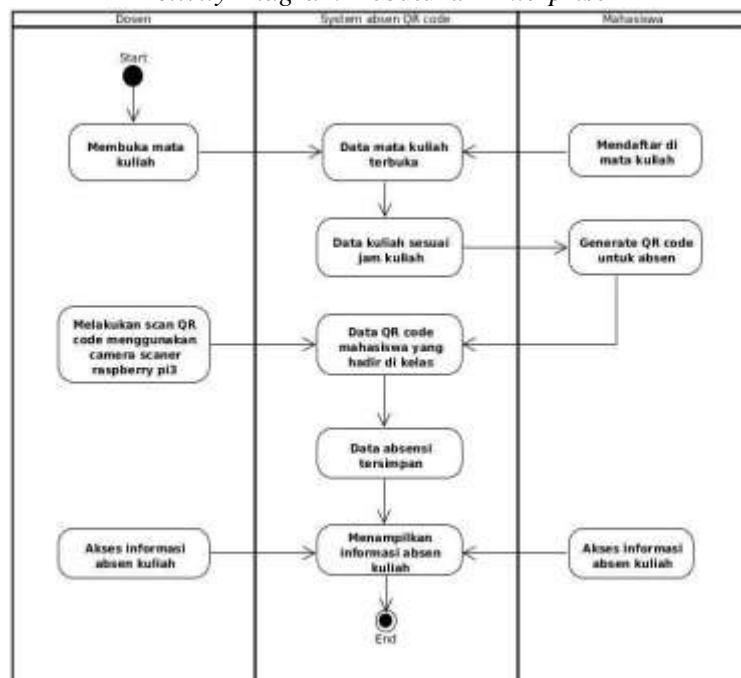 Dosen
System absen QR code
Mahasiswa
Start
Membuka mata
kuliah
Data mata kuliah
terbuka
Mendaftar di
mata kuliah
Data kuliah sesuai
jam kuliah
Generate QR code
untuk absen
Melakukan scan QR
code menggunakan
camera scaner
raspberry pi3
Data QR code
mahasiswa yang
hadir di kelas
Data absensi
tersimpan
Akses informasi
absen kuliah
Menampilkan
informasi absen
kuliah
Akses informasi
absen kuliah
End